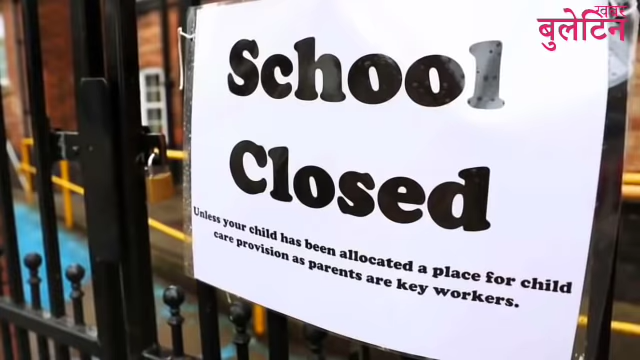 खबर
बुलेटिन
School
Closed
Unless your child has been allocated a place for child
care provision as parents are key workers.